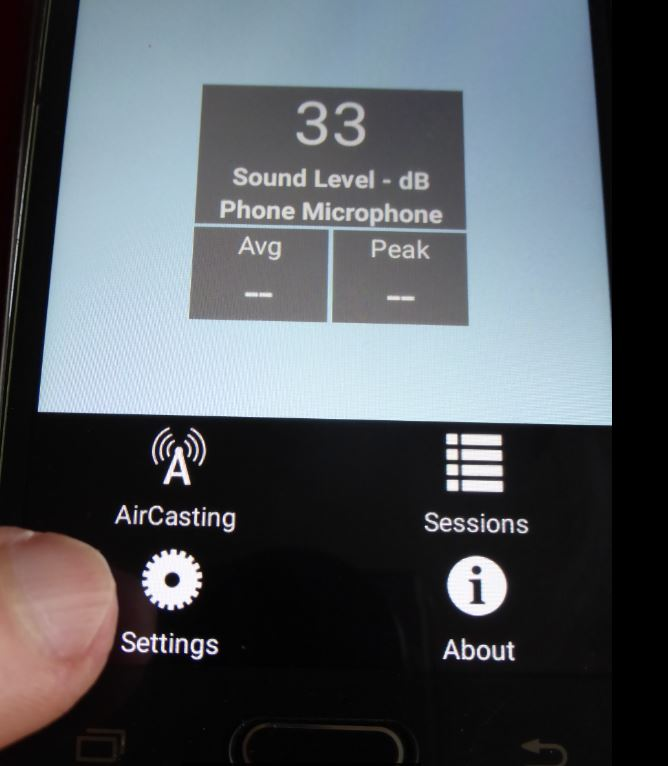 33
Sound Level - dB
Phone Microphone
Avg
Peak
--
--
AirCasting
Sessions
Settings
About